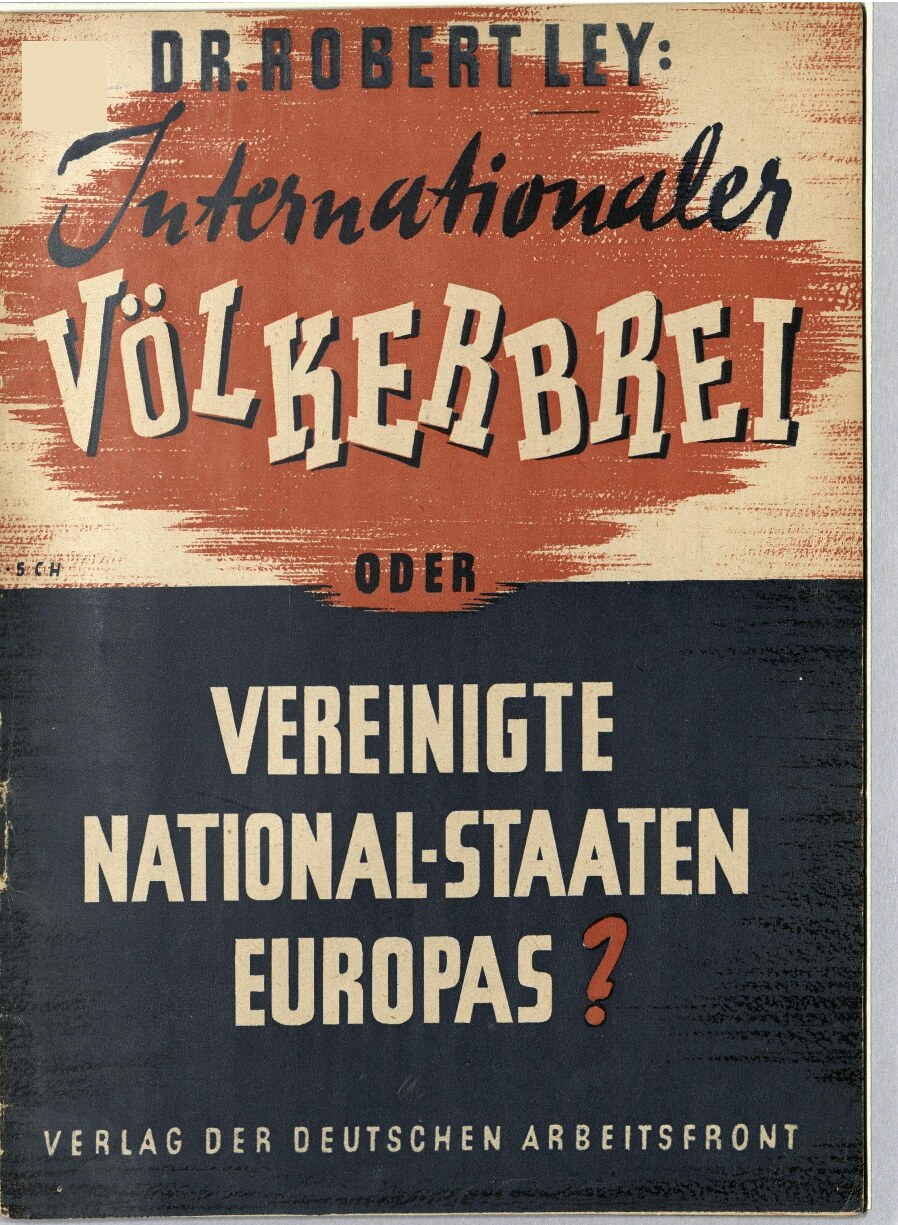 DR. ROBERT LEY:
Internationaler
VÖLKERBREI
SCH
ODER
VEREINIGTE
NATIONAL-STAATEN
EUROPAS?
VERLAG DER DEUTSCHEN ARBEITSFRONT